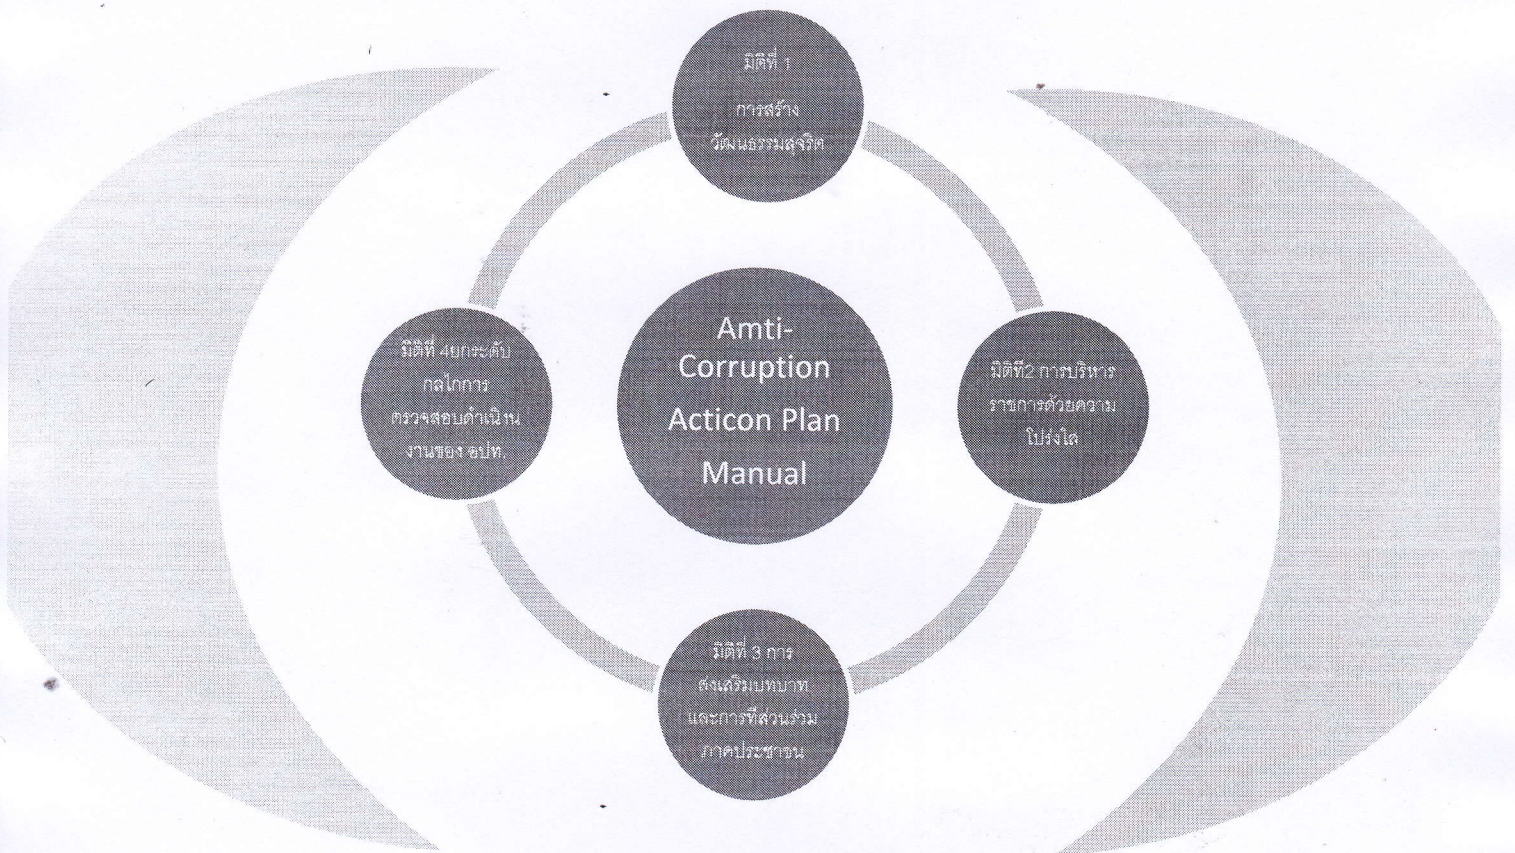 มิติที่ 1
การสร้าง
วัฒนธรรมสุจริต
Amti-
Corruption
Acticon Plan
Manual
มิติที่2 การบริหาร
ราชการด้วยความ
โปร่งใส
มิติที่ 3 การ
ส่งเสริมบทบาท
และการที่ส่วนร่วม
ภาคประชาชน
มิติที่ 4ยกระดับ
กลไกการ
ตรวจสอบดำเนินงาน
งานของ อปท.